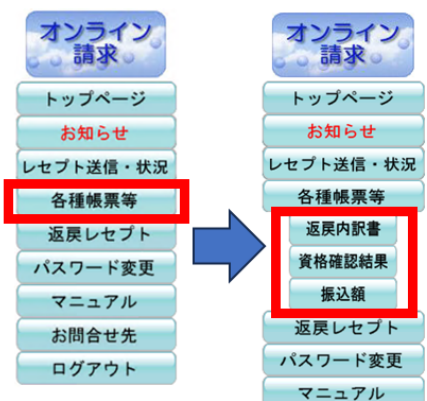 オンライン
請求
トップページ
お知らせ
レセプト送信・状況
各種帳票等
返戻レセプト
パスワード変更
マニュアル
お問合せ先
ログアウト
オンライン
請求
トップページ
お知らせ
レセプト送信・状況
各種帳票等
返戻内訳書
資格確認結果
振込額
返戻レセプト
パスワード変更
マニュアル